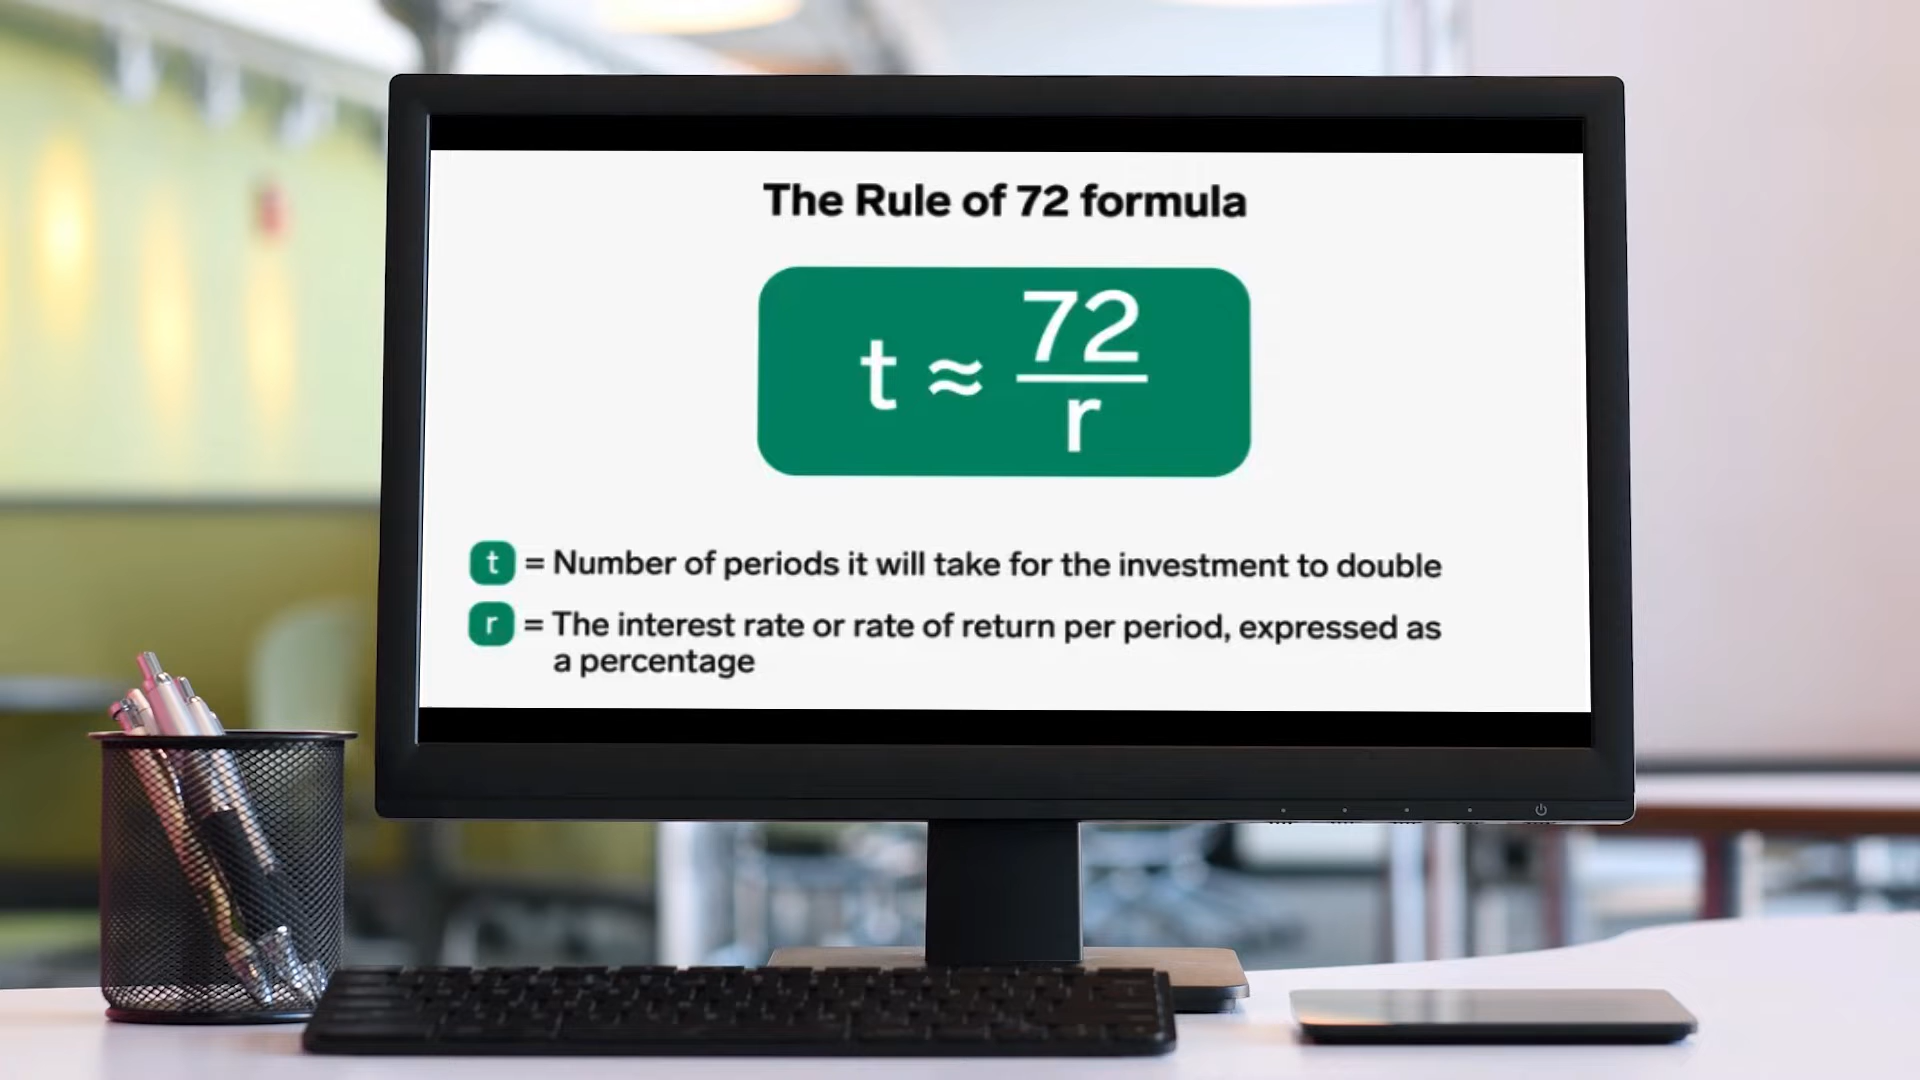 The Rule of 72 formula
t ≈ 72/r
t = Number of periods it will take for the investment to double
r = The interest rate or rate of return per period, expressed as
a percentage